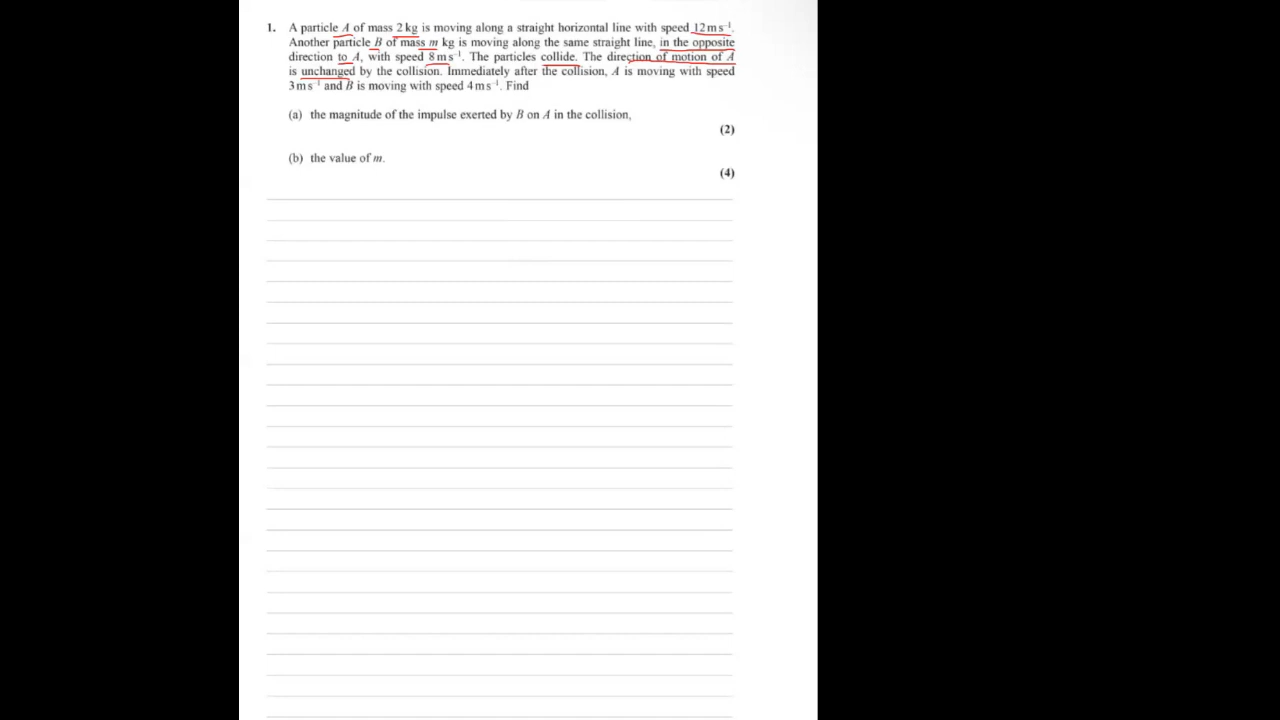 1. A particle A of mass 2 kg is moving along a straight horizontal line with speed 12 m s⁻¹.
Another particle B of mass m kg is moving along the same straight line, in the opposite
direction to A, with speed 8 m s⁻¹. The particles collide. The direction of motion of A
is unchanged by the collision. Immediately after the collision, A is moving with speed
3 m s⁻¹ and B is moving with speed 4 m s⁻¹. Find
(a) the magnitude of the impulse exerted by B on A in the collision,
(2)
(b) the value of m.
(4)